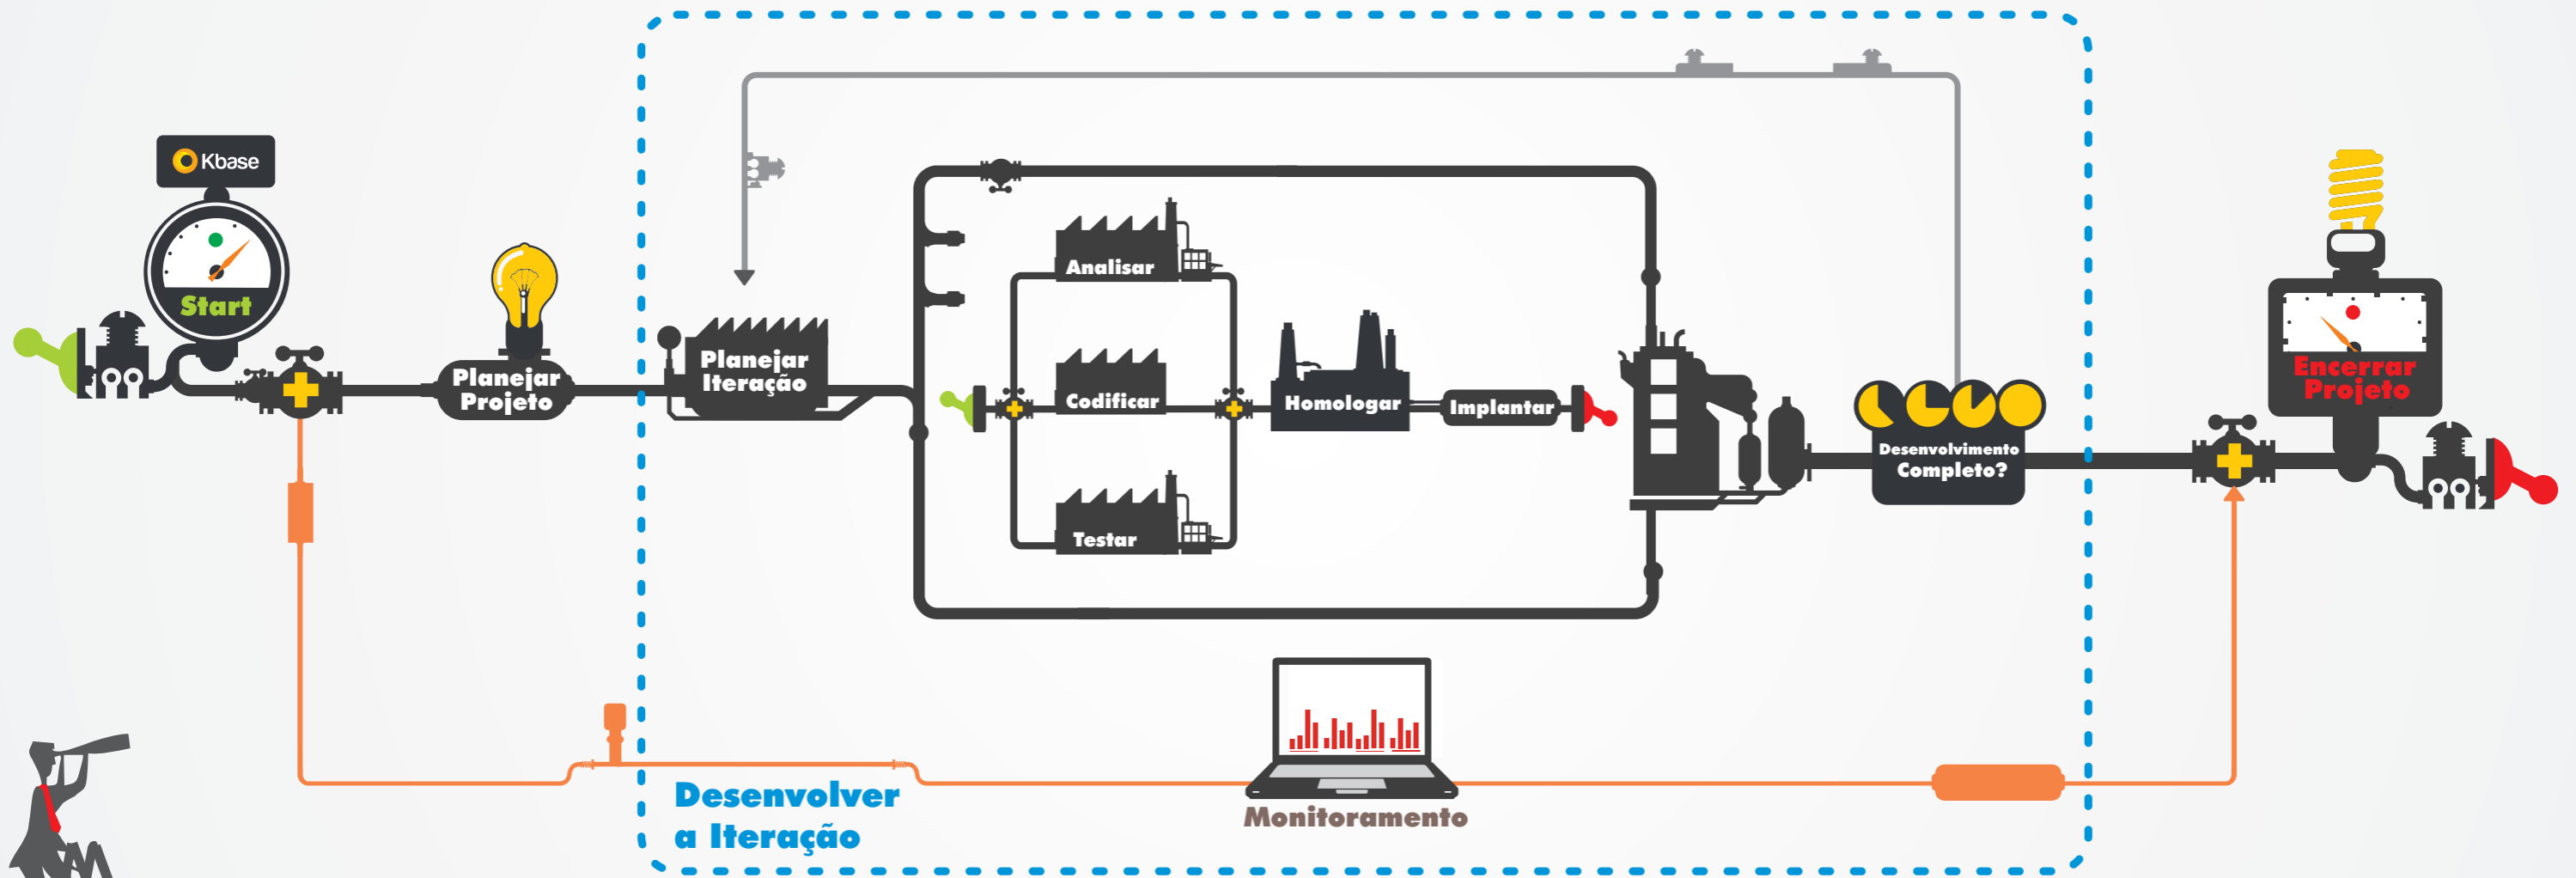 Kbase
Start
Planejar
Projeto
Planejar
Iteração
Analisar
Codificar
Testar
Homologar
Implantar
Desenvolvimento
Completo?
Encerrar
Projeto
Desenvolver
a Iteração
Monitoramento